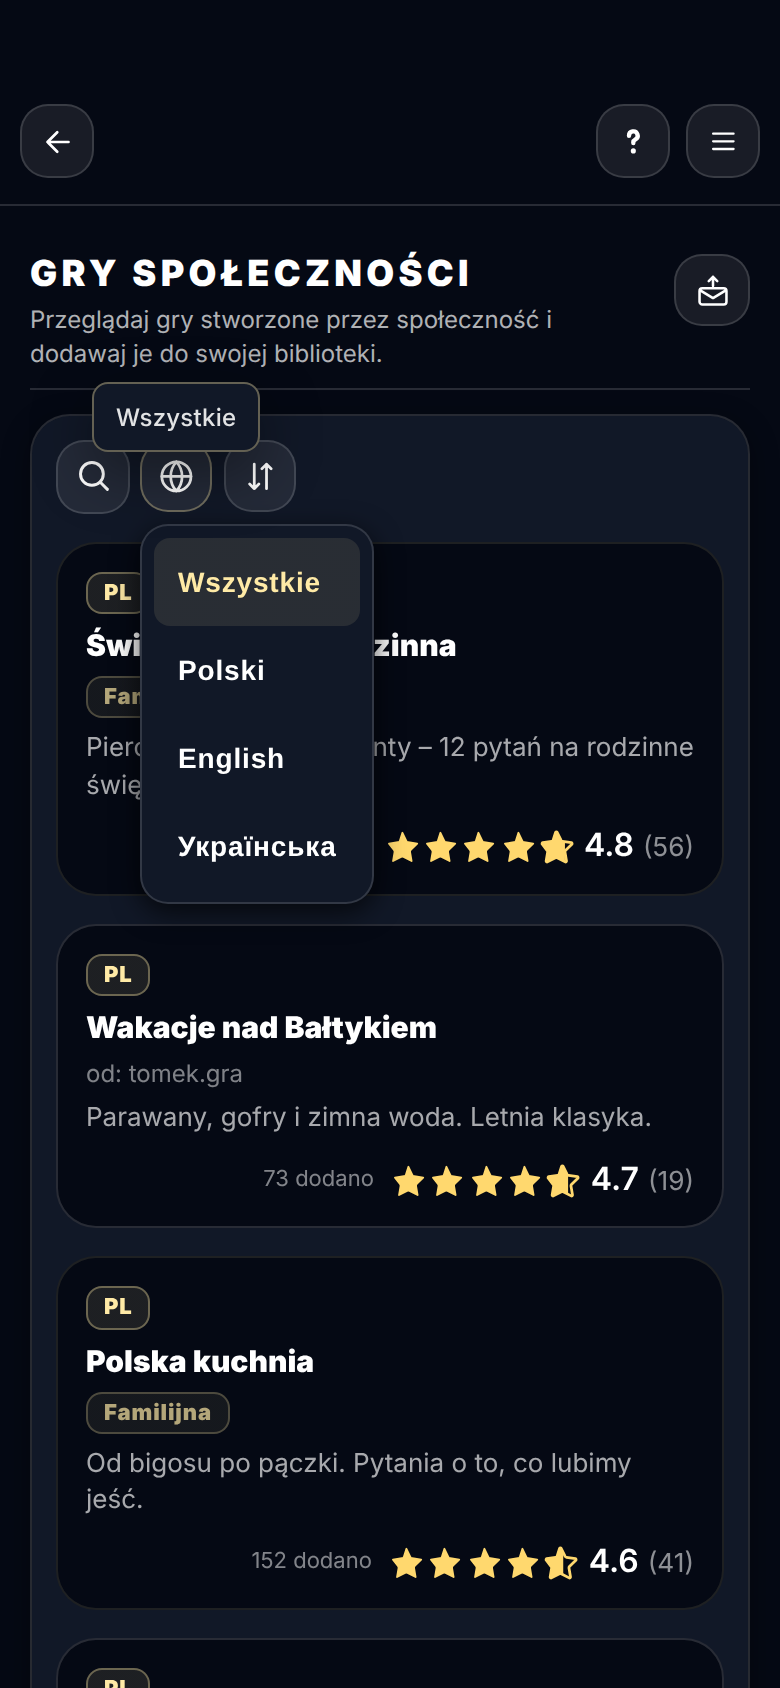 ?
GRY SPOŁECZNOŚCI
Przeglądaj gry stworzone przez społeczność i
dodawaj je do swojej biblioteki.
Wszystkie
Wszystkie
Polski
English
Українська
PL
– 12 pytań na rodzinne
4.8 (56)
PL
Wakacje nad Bałtykiem
od: tomek.gra
Parawany, gofry i zimna woda. Letnia klasyka.
73 dodano 4.7 (19)
PL
Polska kuchnia
Familijna
Od bigosu po pączki. Pytania o to, co lubimy
jeść.
152 dodano 4.6 (41)
PL